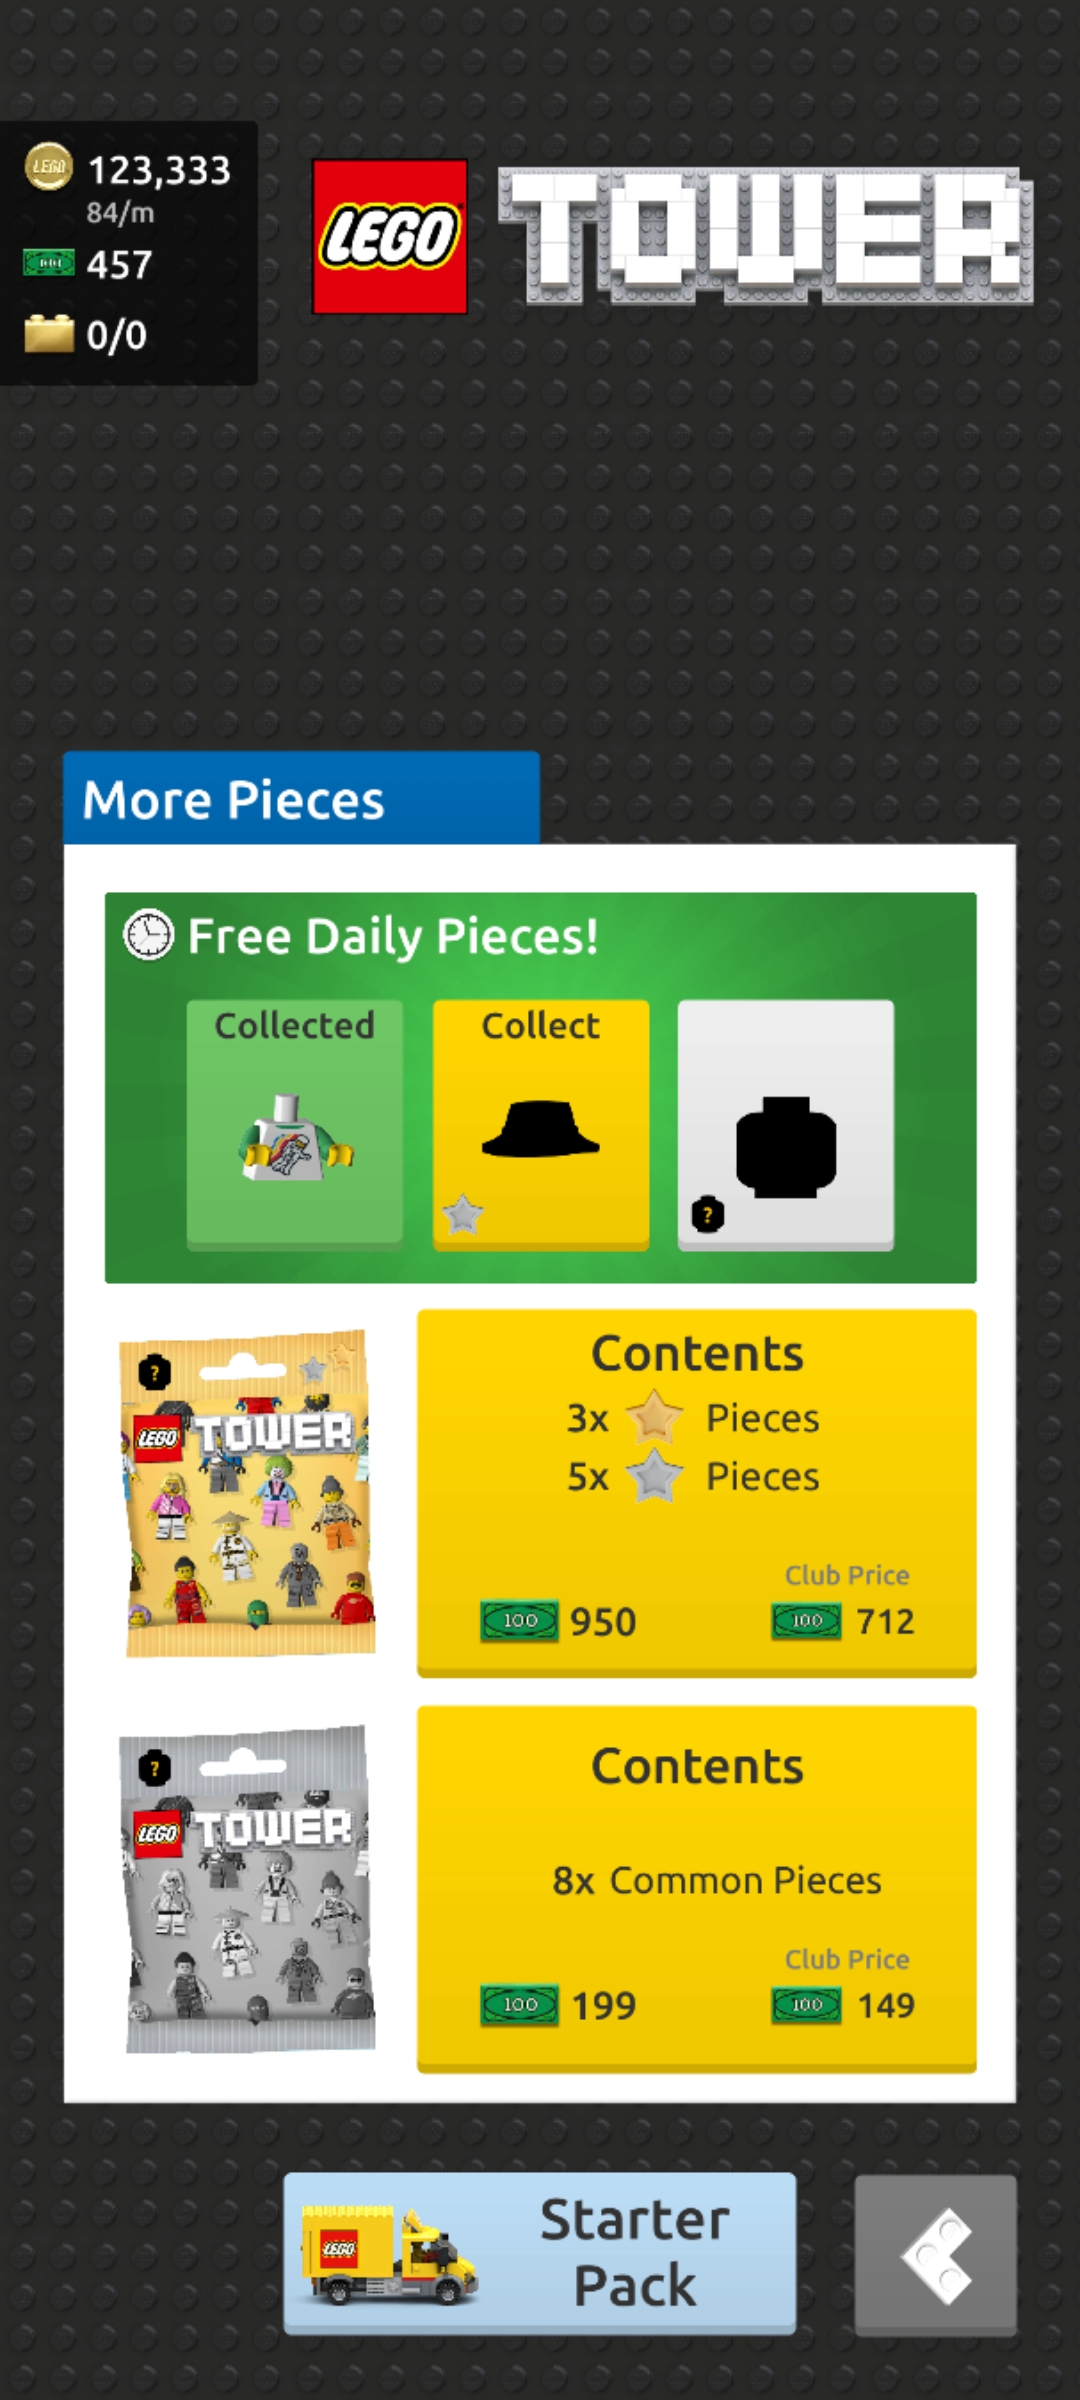 123,333
84/m
457
0/0
LEGO
TOWER
More Pieces
Free Daily Pieces!
Collected
Collect
?
?
LEGO TOWER
Contents
3x Pieces
5x Pieces
Club Price
100 950
100 712
?
LEGO TOWER
Contents
8x Common Pieces
Club Price
100 199
100 149
LEGO
Starter
Pack